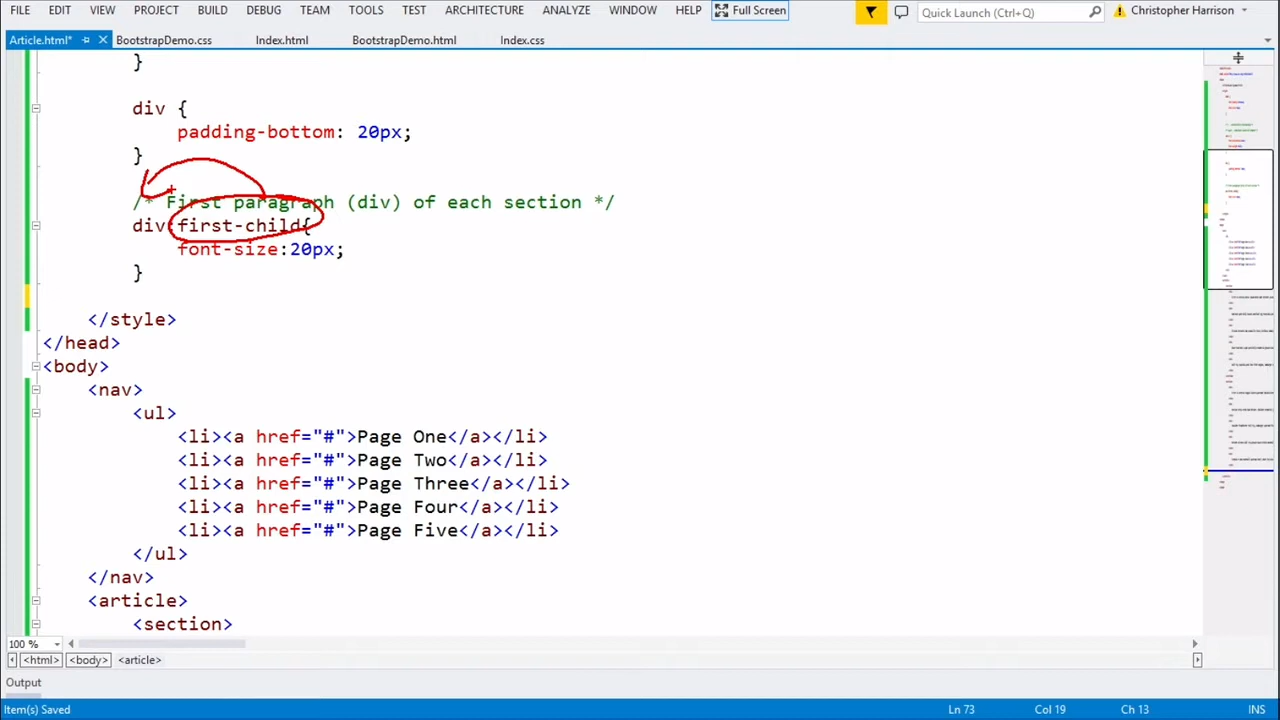 FILE EDIT VIEW PROJECT BUILD DEBUG TEAM TOOLS TEST ARCHITECTURE ANALYZE WINDOW HELP Full Screen Quick Launch (Ctrl+Q) Christopher Harrison
Article.html* BootstrapDemo.css Index.html BootstrapDemo.html Index.css
}
div {
padding-bottom: 20px;
}
/* First paragraph (div) of each section */
div:first-child{
font-size:20px;
}
</style>
</head>
<body>
<nav>
<ul>
<li><a href="#">Page One</a></li>
<li><a href="#">Page Two</a></li>
<li><a href="#">Page Three</a></li>
<li><a href="#">Page Four</a></li>
<li><a href="#">Page Five</a></li>
</ul>
</nav>
<article>
<section>
100 %
<html> <body> <article>
Output
Item(s) Saved Ln 73 Col 19 Ch 13 INS